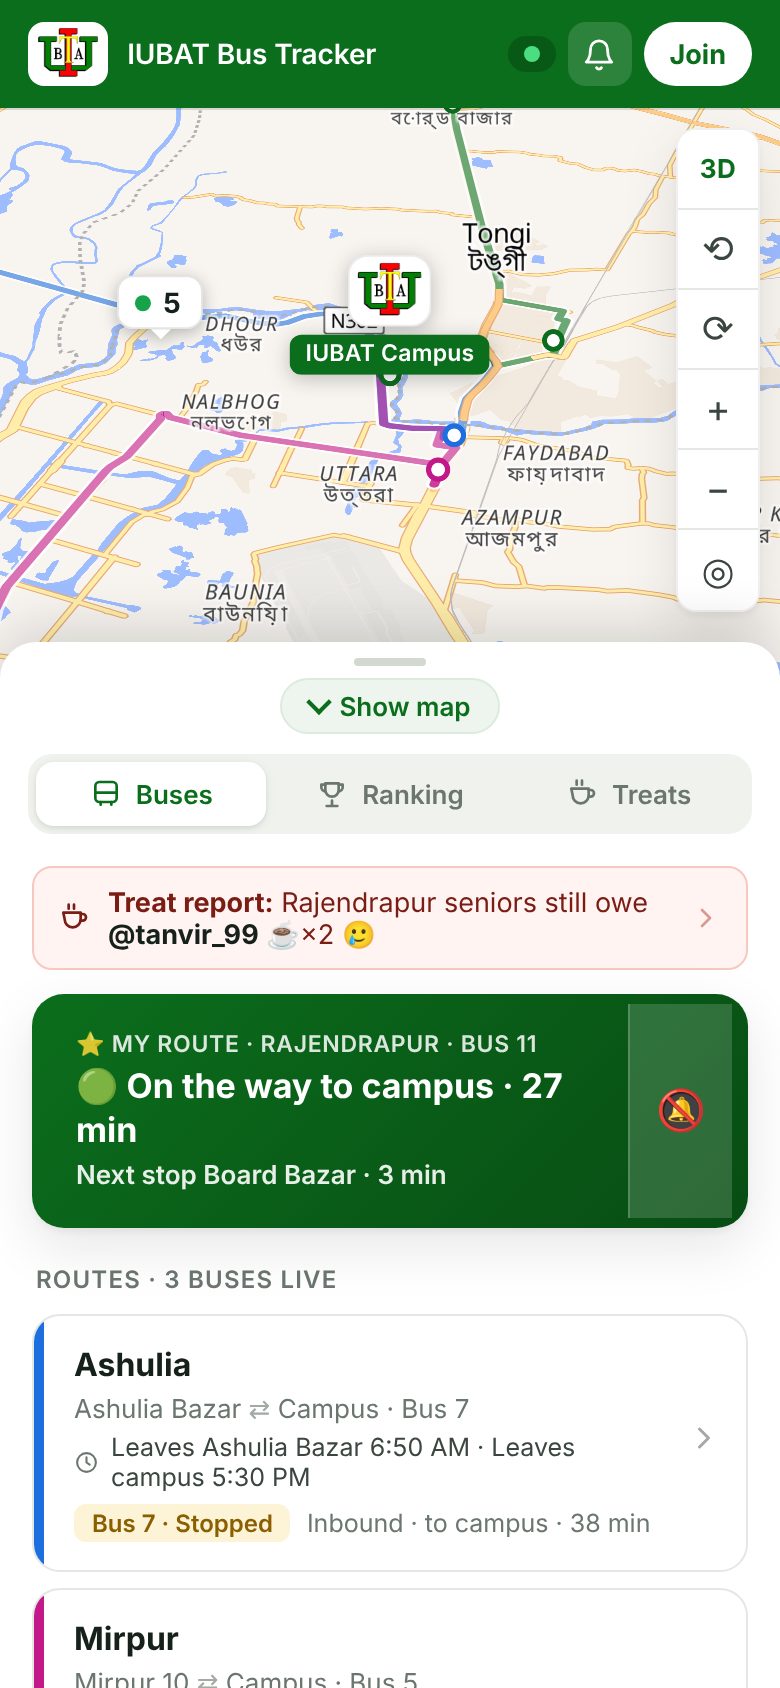 IUBAT Bus Tracker
Join
বোর্ড বাজার
3D
Tongi
টঙ্গী
5
DHOUR
ধউর
IUBAT Campus
NALBHOG
নলভোগ
FAYDABAD
ফায়দাবাদ
UTTARA
উত্তরা
AZAMPUR
আজমপুর
BAUNIA
বাউনিয়া
Show map
Buses
Ranking
Treats
Treat report: Rajendrapur seniors still owe
@tanvir_99 ☕×2 🥲
⭐ MY ROUTE · RAJENDRAPUR · BUS 11
🟢 On the way to campus · 27
min
Next stop Board Bazar · 3 min
ROUTES · 3 BUSES LIVE
Ashulia
Ashulia Bazar ⇄ Campus · Bus 7
Leaves Ashulia Bazar 6:50 AM · Leaves
campus 5:30 PM
Bus 7 · Stopped
Inbound · to campus · 38 min
Mirpur
Mirpur 10 ⇄ Campus · Bus 5